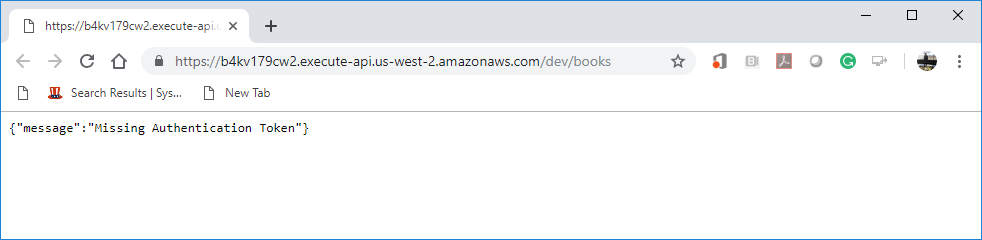 https://b4kv179cw2.execute-api.u
https://b4kv179cw2.execute-api.us-west-2.amazonaws.com/dev/books
Search Results | Sys... New Tab
{"message":"Missing Authentication Token"}